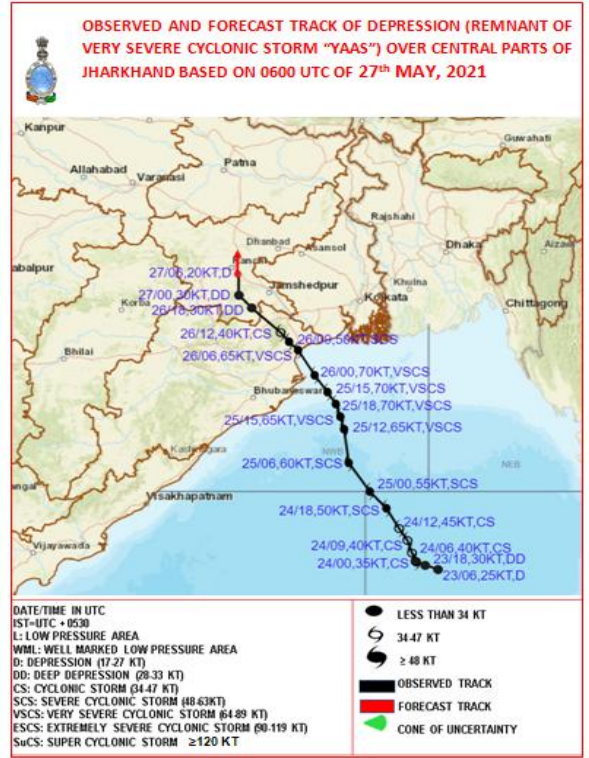 OBSERVED AND FORECAST TRACK OF DEPRESSION (REMNANT OF
VERY SEVERE CYCLONIC STORM "YAAS") OVER CENTRAL PARTS OF
JHARKHAND BASED ON 0600 UTC OF 27th MAY, 2021
Kanpur
Guwahati
Allahabad
Varanasi
Patna
Rajshahi
Dhanbad
Asansol
Dhaka
Aizaw
abalpur
27/06,20KT,D
Jamshedpur
Khulna
27/00,30KT,DD
Korba
Kolkata
Chittagong
26/18,30KT,DD
26/12,40KT,CS
Bhilai
26/06,65KT,VSCS
26/00,70KT,VSCS
Bhubaneswar
25/15,70KT,VSCS
25/18,70KT,VSCS
25/15,65KT,VSCS
25/12,65KT,VSCS
NWB
NEB
25/06,60KT,SCS
25/00,55KT,SCS
Visakhapatnam
24/18,50KT,SCS
24/12,45KT,CS
Vijayawada
24/09,40KT,CS
24/06,40KT,CS
24/00,35KT,CS
23/18,30KT,DD
23/06,25KT,D
DATE/TIME IN UTC
IST=UTC + 0530
L: LOW PRESSURE AREA
WML: WELL MARKED LOW PRESSURE AREA
D: DEPRESSION (17-27 KT)
DD: DEEP DEPRESSION (28-33 KT)
CS: CYCLONIC STORM (34-47 KT)
SCS: SEVERE CYCLONIC STORM (48-63KT)
VSCS: VERY SEVERE CYCLONIC STORM (64-89 KT)
ESCS: EXTREMELY SEVERE CYCLONIC STORM (90-119 KT)
SuCS: SUPER CYCLONIC STORM ≥120 KT
LESS THAN 34 KT
34-47 KT
≥ 48 KT
OBSERVED TRACK
FORECAST TRACK
CONE OF UNCERTAINTY